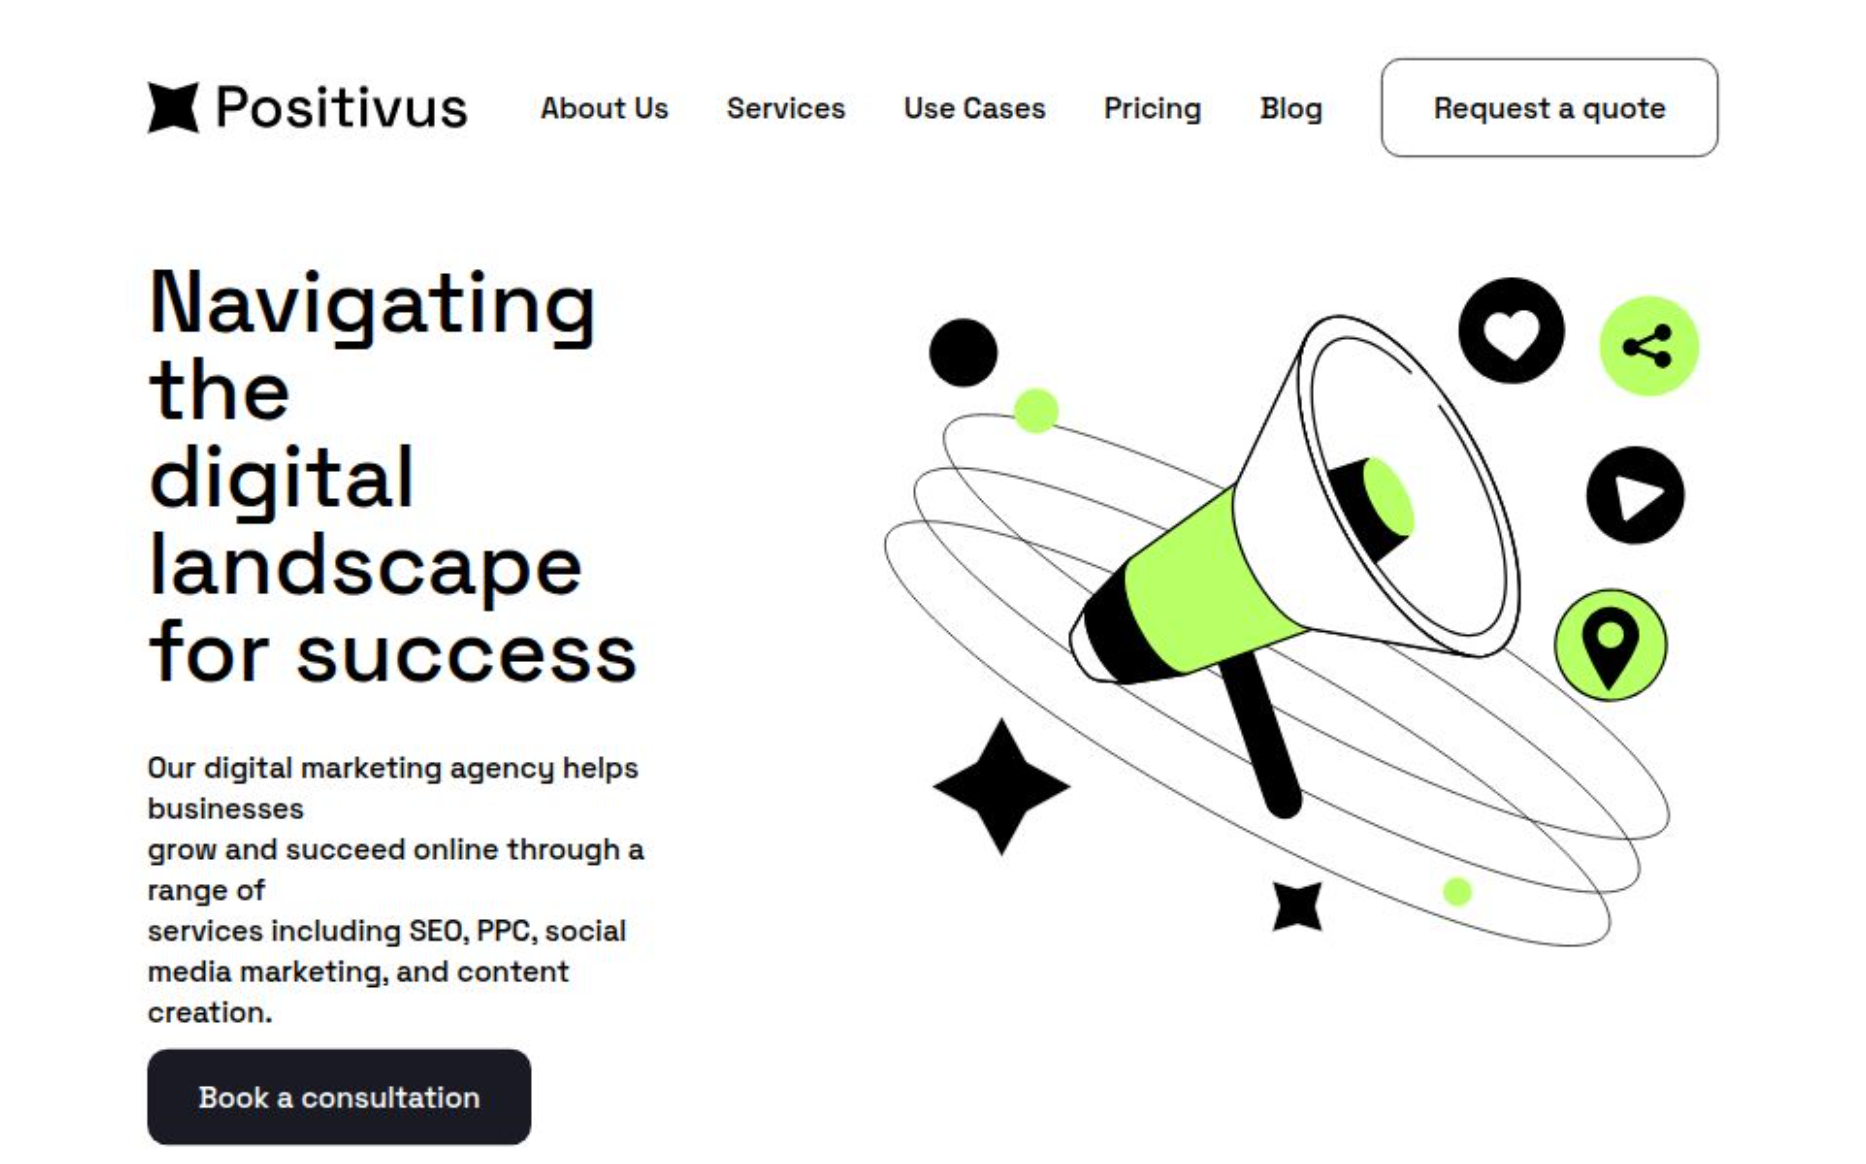 Positivus
About Us
Services
Use Cases
Pricing
Blog
Request a quote
Navigating
the
digital
landscape
for success
Our digital marketing agency helps
businesses
grow and succeed online through a
range of
services including SEO, PPC, social
media marketing, and content
creation.
Book a consultation